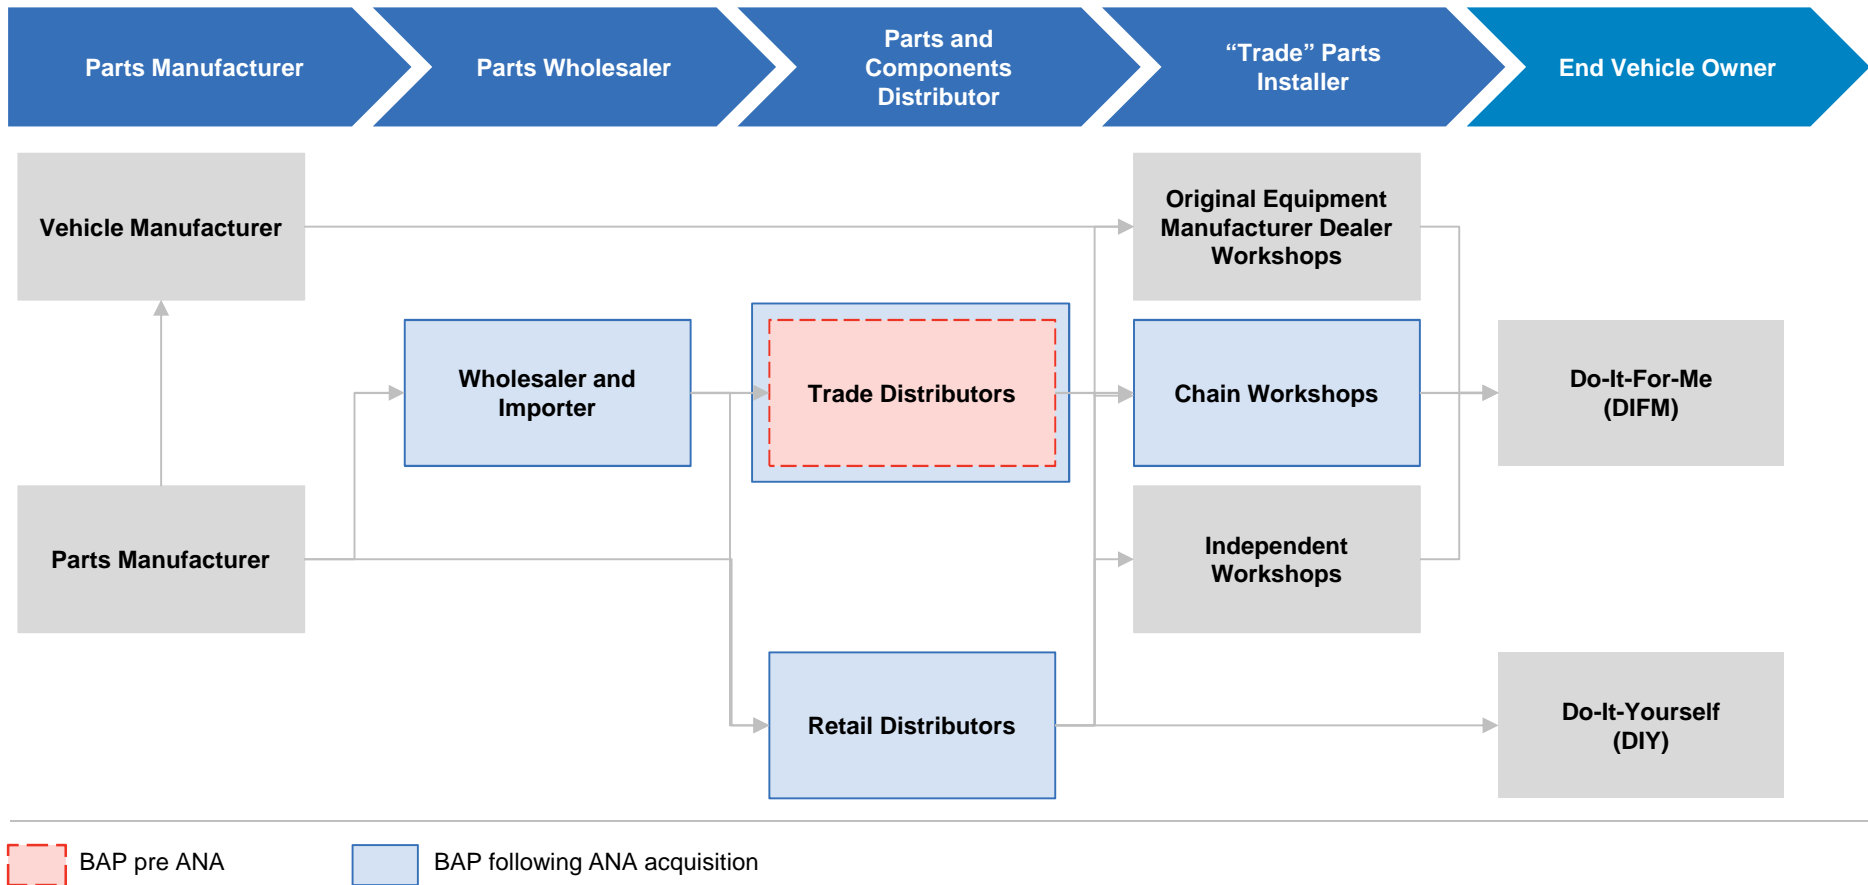 Parts Manufacturer
Parts Wholesaler
Parts and
Components
Distributor
“Trade” Parts
Installer
End Vehicle Owner
Vehicle Manufacturer
Original Equipment
Manufacturer Dealer
Workshops
Wholesaler and
Importer
Trade Distributors
Chain Workshops
Do-It-For-Me
(DIFM)
Parts Manufacturer
Independent
Workshops
Retail Distributors
Do-It-Yourself
(DIY)
BAP pre ANA
BAP following ANA acquisition